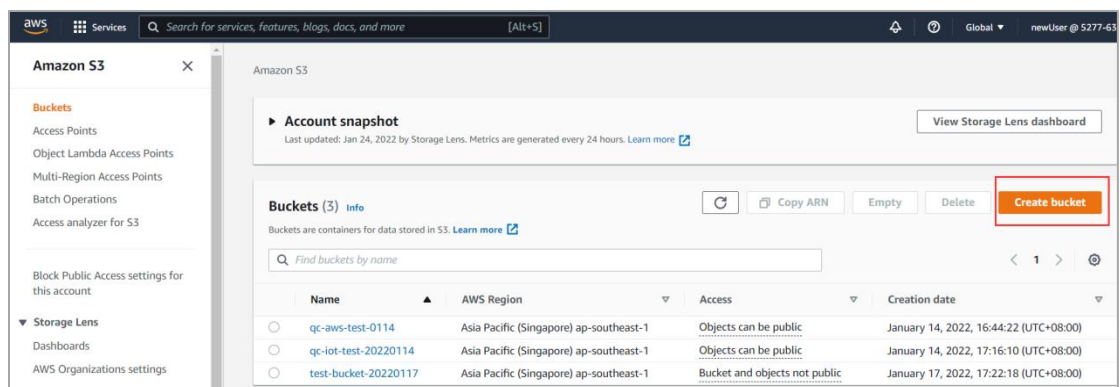 aws
Services
Search for services, features, blogs, docs, and more
[Alt+S]
Global
newUser @ 5277-63
Amazon S3
Buckets
Access Points
Object Lambda Access Points
Multi-Region Access Points
Batch Operations
Access analyzer for S3
Block Public Access settings for
this account
Storage Lens
Dashboards
AWS Organizations settings
Amazon S3
Account snapshot
View Storage Lens dashboard
Last updated: Jan 24, 2022 by Storage Lens. Metrics are generated every 24 hours. Learn more
Buckets (3) Info
Copy ARN
Empty
Delete
Create bucket
Buckets are containers for data stored in S3. Learn more
Find buckets by name
1
Name AWS Region Access Creation date
qc-aws-test-0114 Asia Pacific (Singapore) ap-southeast-1 Objects can be public January 14, 2022, 16:44:22 (UTC+08:00)
qc-iot-test-20220114 Asia Pacific (Singapore) ap-southeast-1 Objects can be public January 14, 2022, 17:16:10 (UTC+08:00)
test-bucket-20220117 Asia Pacific (Singapore) ap-southeast-1 Bucket and objects not public January 17, 2022, 17:22:18 (UTC+08:00)